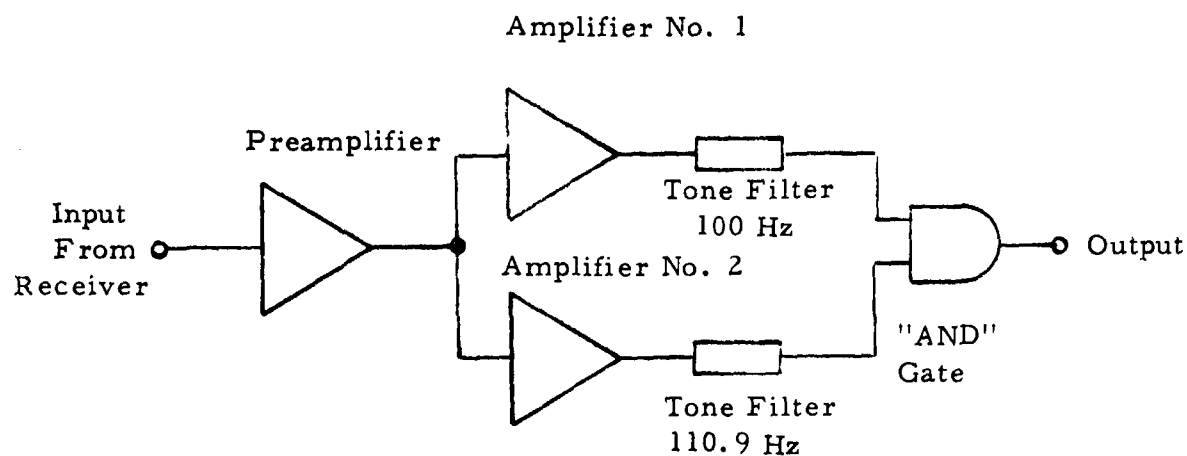 Amplifier No. 1
Preamplifier
Input
From
Receiver
Tone Filter
100 Hz
Amplifier No. 2
Output
"AND"
Gate
Tone Filter
110.9 Hz